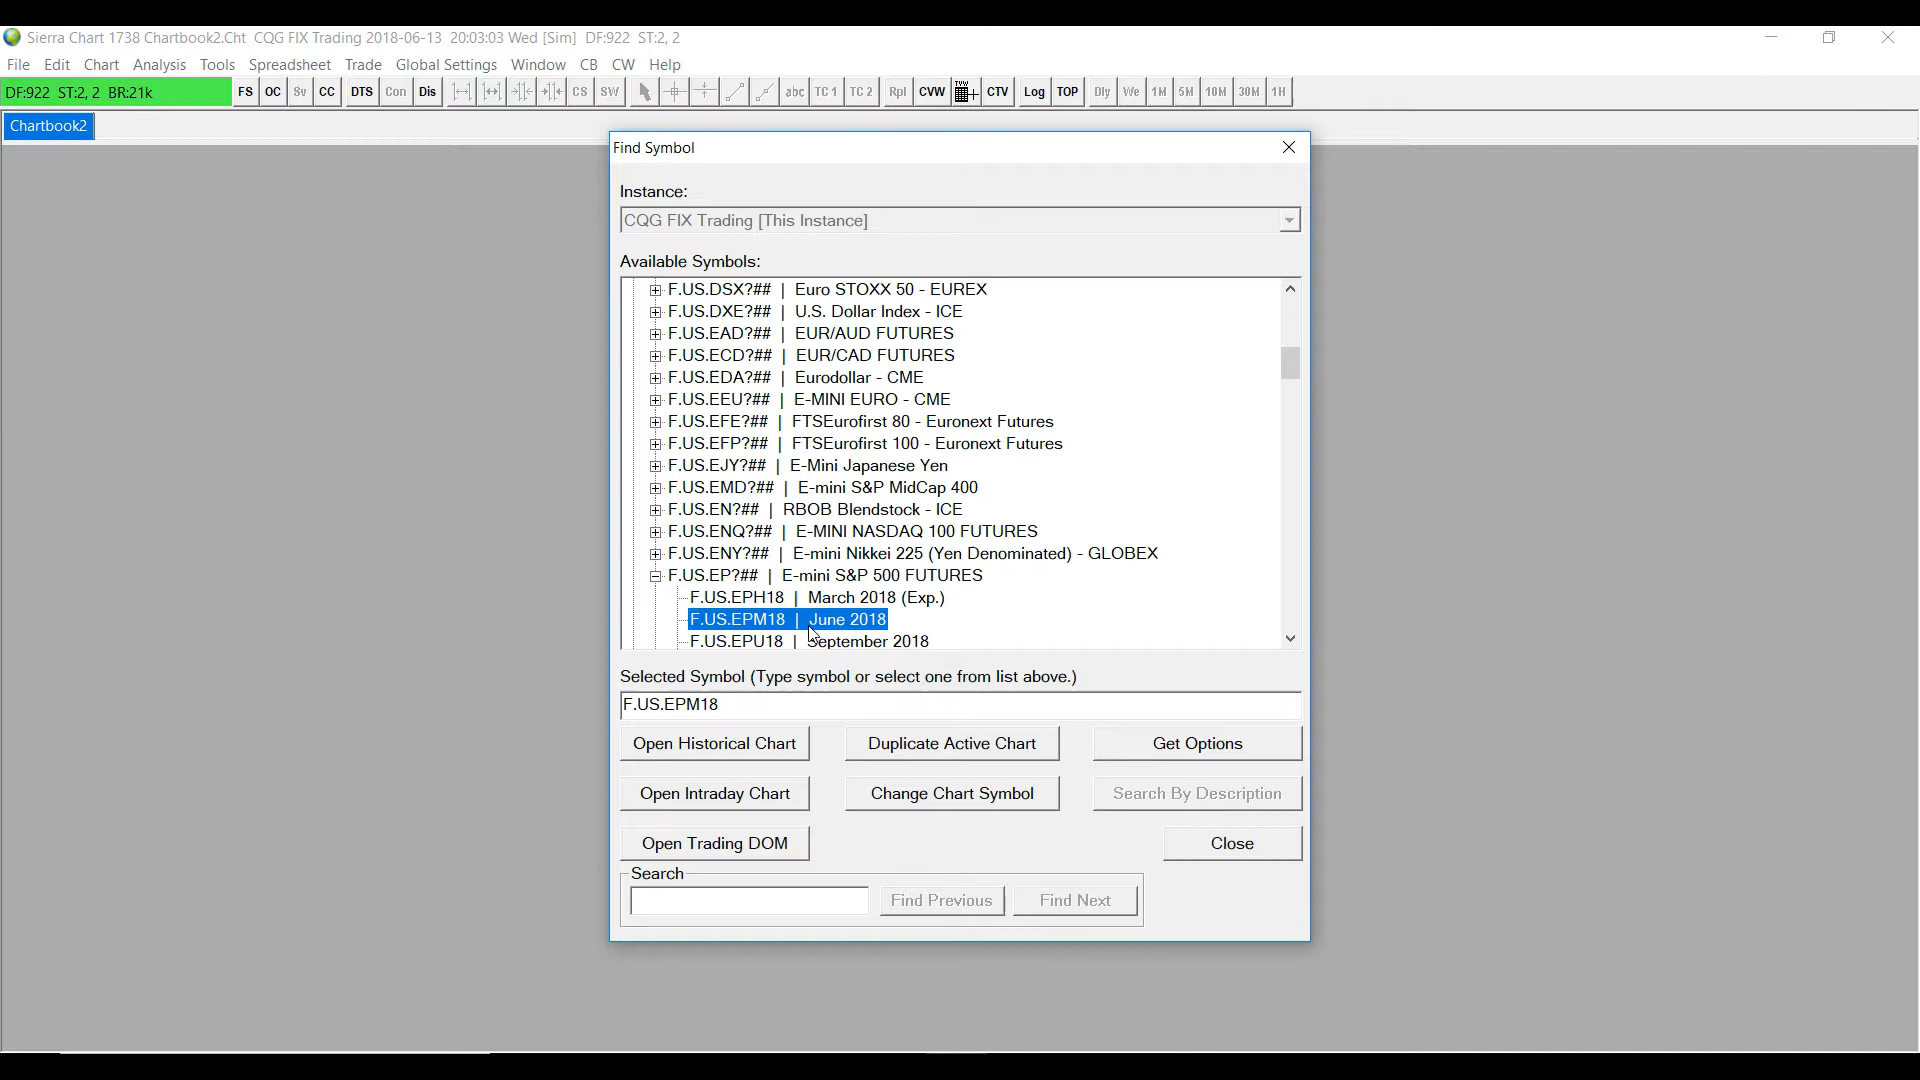 Sierra Chart 1738 Chartbook2.Cht  CQG FIX Trading 2018-06-13  20:03:03 Wed [Sim]  DF:922  ST:2, 2
File Edit Chart Analysis Tools Spreadsheet Trade Global Settings Window CB CW Help
DF:922  ST:2, 2  BR:21k FS OC Sv CC DTS Con Dis CS SW abc TC 1 TC 2 Rpl CVW CTV Log TOP Dly We 1M 5M 10M 30M 1H
Chartbook2
Find Symbol
Instance:
CQG FIX Trading [This Instance]
Available Symbols:
F.US.DSX?## | Euro STOXX 50 - EUREX
F.US.DXE?## | U.S. Dollar Index - ICE
F.US.EAD?## | EUR/AUD FUTURES
F.US.ECD?## | EUR/CAD FUTURES
F.US.EDA?## | Eurodollar - CME
F.US.EEU?## | E-MINI EURO - CME
F.US.EFE?## | FTSEurofirst 80 - Euronext Futures
F.US.EFP?## | FTSEurofirst 100 - Euronext Futures
F.US.EJY?## | E-Mini Japanese Yen
F.US.EMD?## | E-mini S&P MidCap 400
F.US.EN?## | RBOB Blendstock - ICE
F.US.ENQ?## | E-MINI NASDAQ 100 FUTURES
F.US.ENY?## | E-mini Nikkei 225 (Yen Denominated) - GLOBEX
F.US.EP?## | E-mini S&P 500 FUTURES
F.US.EPH18 | March 2018 (Exp.)
F.US.EPM18 | June 2018
F.US.EPU18 | September 2018
Selected Symbol (Type symbol or select one from list above.)
F.US.EPM18
Open Historical Chart Duplicate Active Chart Get Options
Open Intraday Chart Change Chart Symbol Search By Description
Open Trading DOM Close
Search
Find Previous Find Next